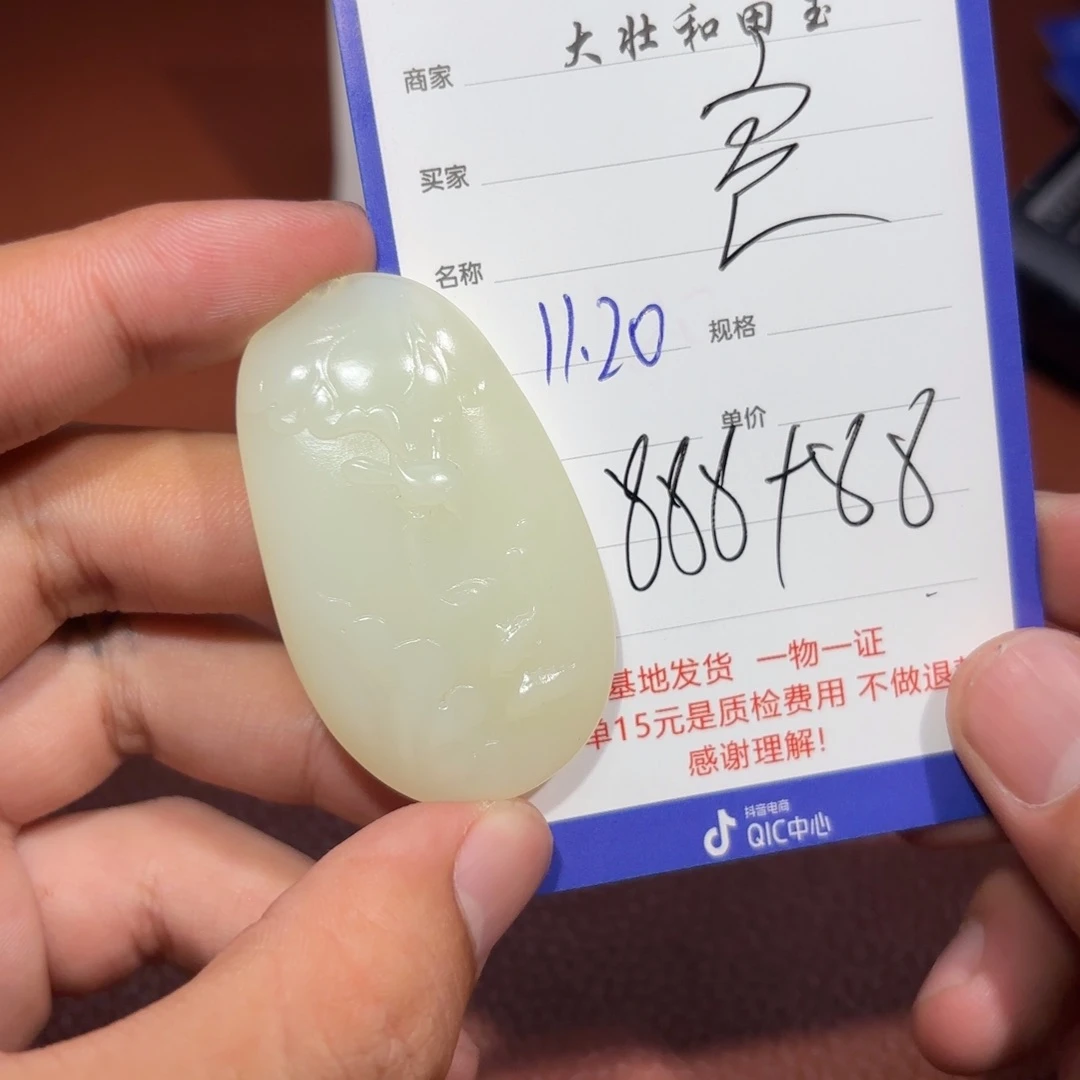 商家 大壮和田玉
买家
名称
11.20 规格
单价
888+88
基地发货 一物一证
单15元是质检费用 不做退
感谢理解!
抖音电商
QIC中心